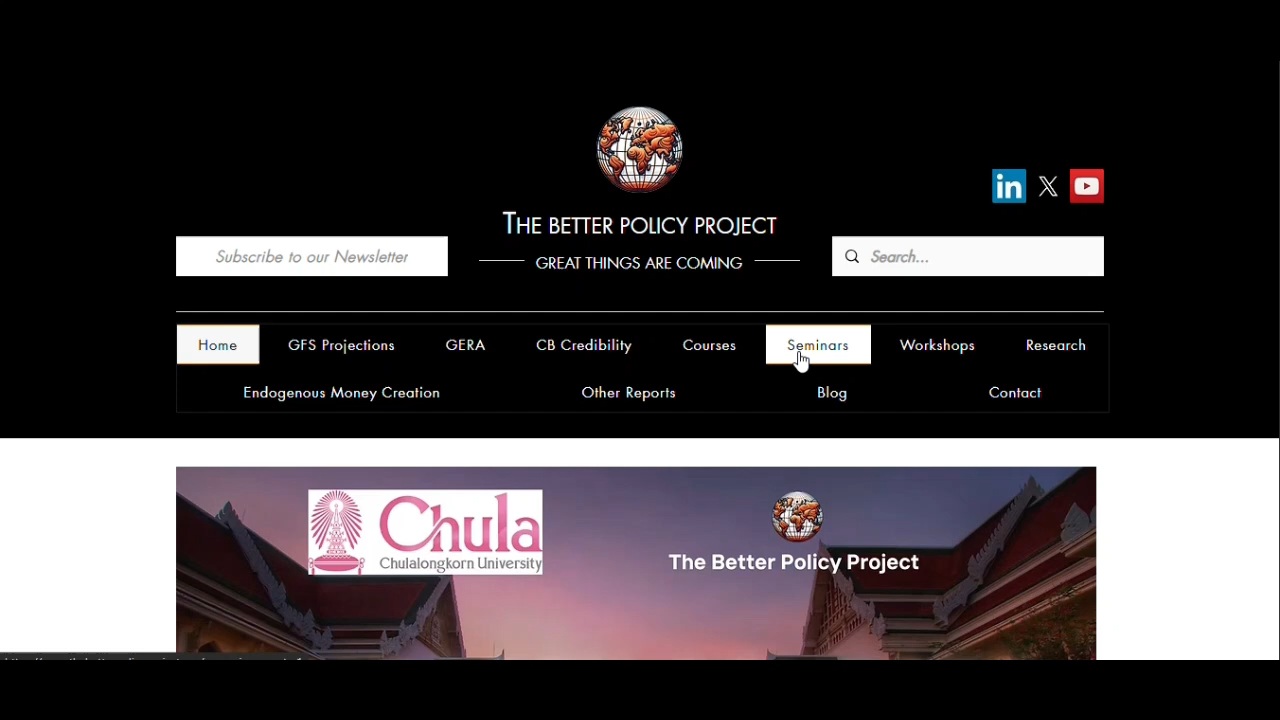 THE BETTER POLICY PROJECT
Subscribe to our Newsletter
GREAT THINGS ARE COMING
Search...
Home GFS Projections GERA CB Credibility Courses Seminars Workshops Research
Endogenous Money Creation Other Reports Blog Contact
Chula
Chulalongkorn University
The Better Policy Project